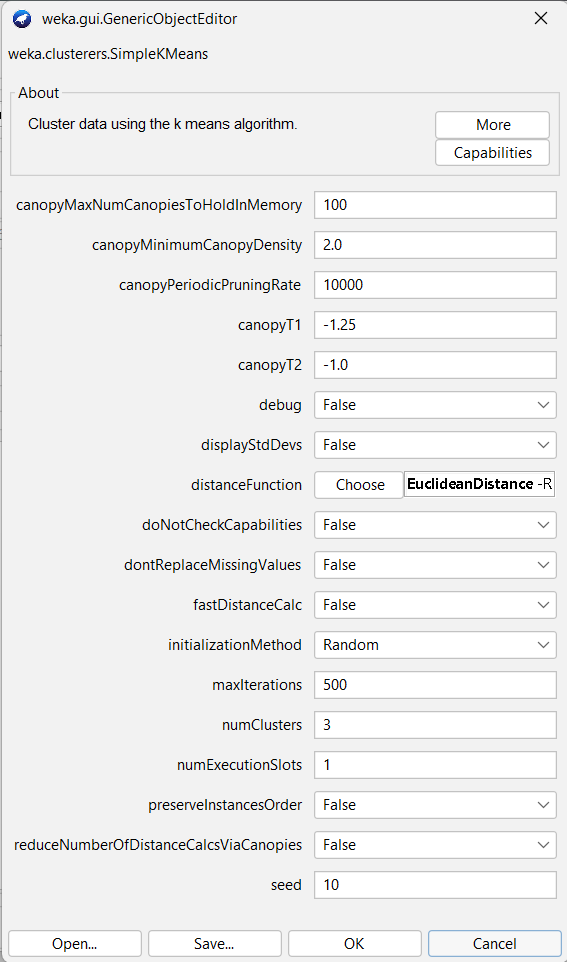 weka.gui.GenericObjectEditor
weka.clusterers.SimpleKMeans
About
Cluster data using the k means algorithm.
More
Capabilities
canopyMaxNumCanopiesToHoldInMemory 100
canopyMinimumCanopyDensity 2.0
canopyPeriodicPruningRate 10000
canopyT1 -1.25
canopyT2 -1.0
debug False
displayStdDevs False
distanceFunction Choose EuclideanDistance -R
doNotCheckCapabilities False
dontReplaceMissingValues False
fastDistanceCalc False
initializationMethod Random
maxIterations 500
numClusters 3
numExecutionSlots 1
preserveInstancesOrder False
reduceNumberOfDistanceCalcsViaCanopies False
seed 10
Open... Save... OK Cancel